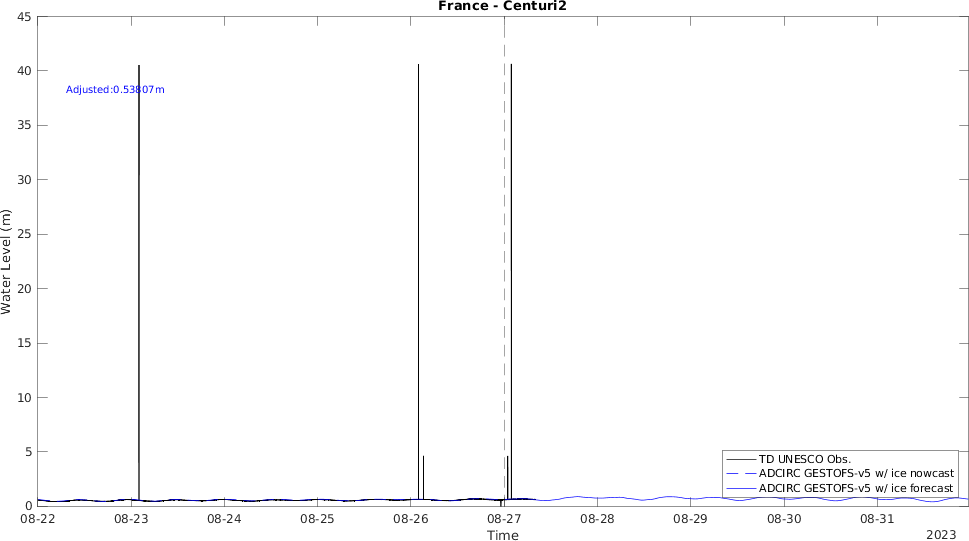 France - Centuri2
45
40
35
30
25
20
15
10
5
0
Water Level (m)
Adjusted:0.53807m
TD UNESCO Obs.
ADCIRC GESTOFS-v5 w/ ice nowcast
ADCIRC GESTOFS-v5 w/ ice forecast
08-22 08-23 08-24 08-25 08-26 08-27 08-28 08-29 08-30 08-31
Time
2023